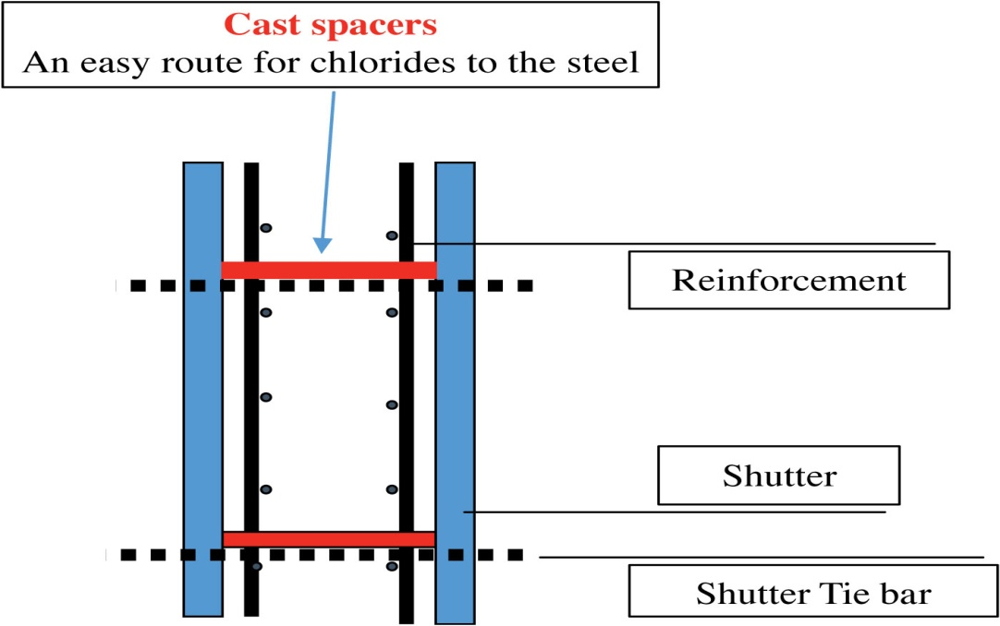 Cast spacers
An easy route for chlorides to the steel
Reinforcement
Shutter
Shutter Tie bar